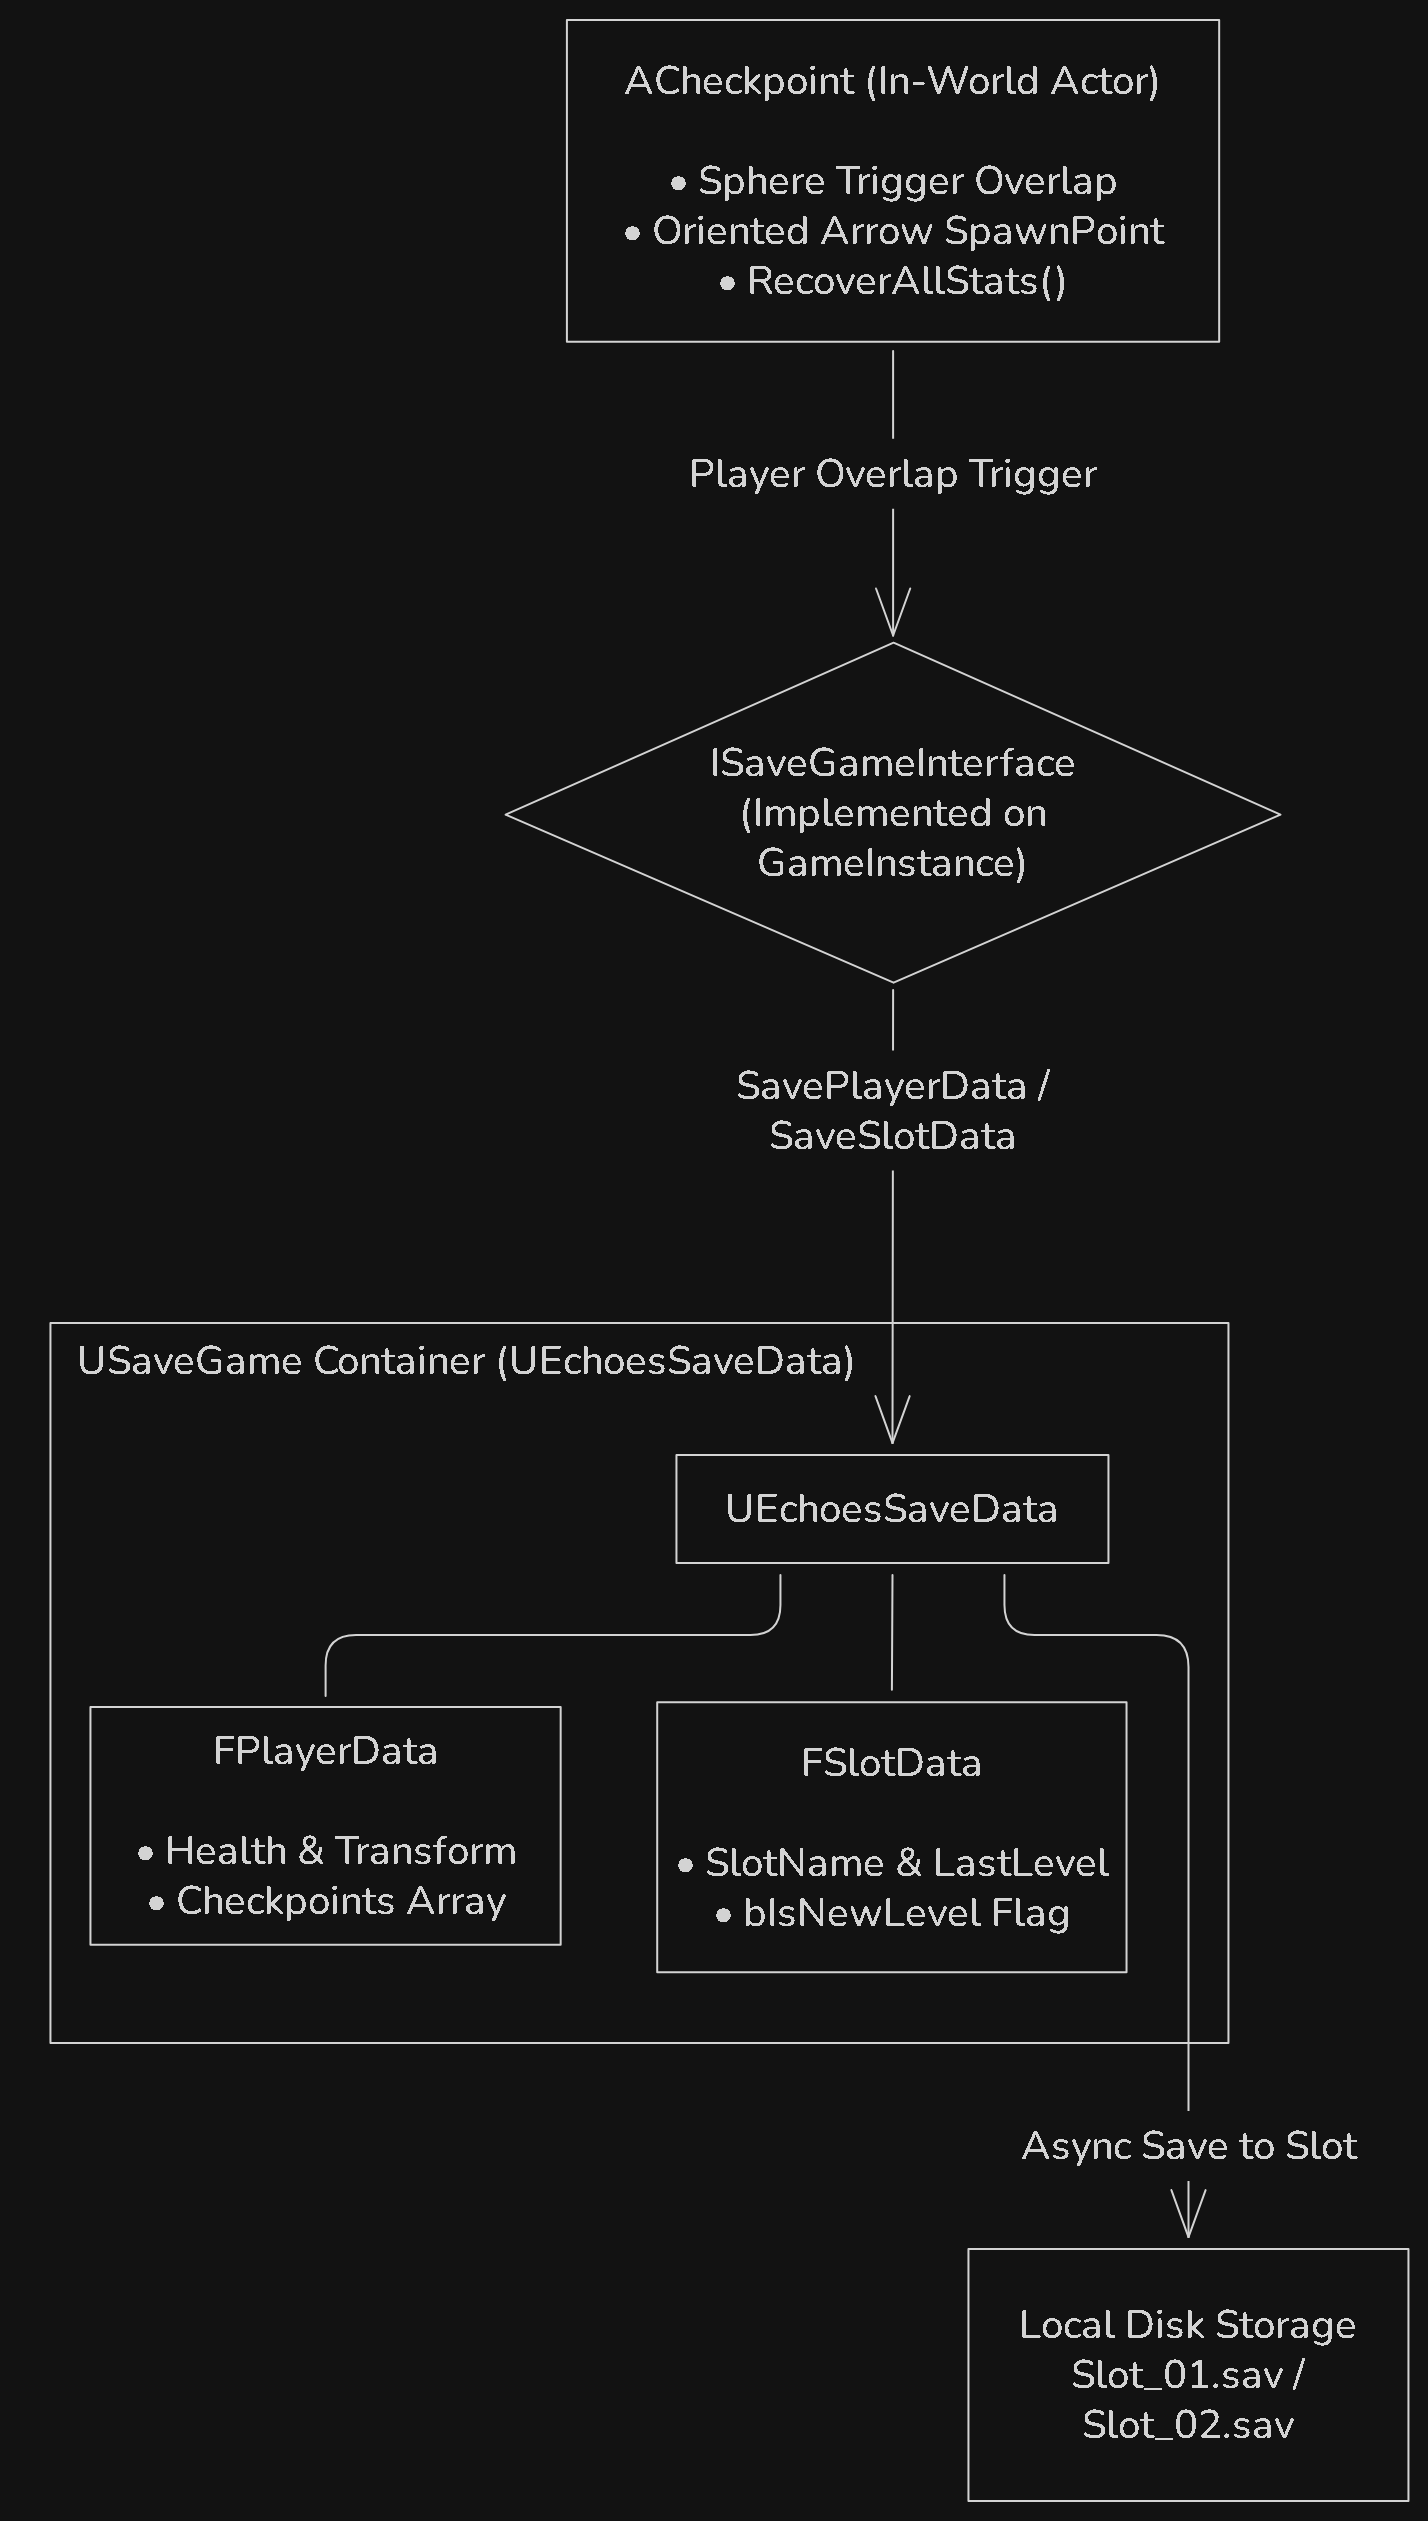 ACheckpoint (In-World Actor)
• Sphere Trigger Overlap
• Oriented Arrow SpawnPoint
• RecoverAllStats()
Player Overlap Trigger
ISaveGameInterface
(Implemented on
GameInstance)
SavePlayerData /
SaveSlotData
USaveGame Container (UEchoesSaveData)
UEchoesSaveData
FPlayerData
• Health & Transform
• Checkpoints Array
FSlotData
• SlotName & LastLevel
• bIsNewLevel Flag
Async Save to Slot
Local Disk Storage
Slot_01.sav /
Slot_02.sav